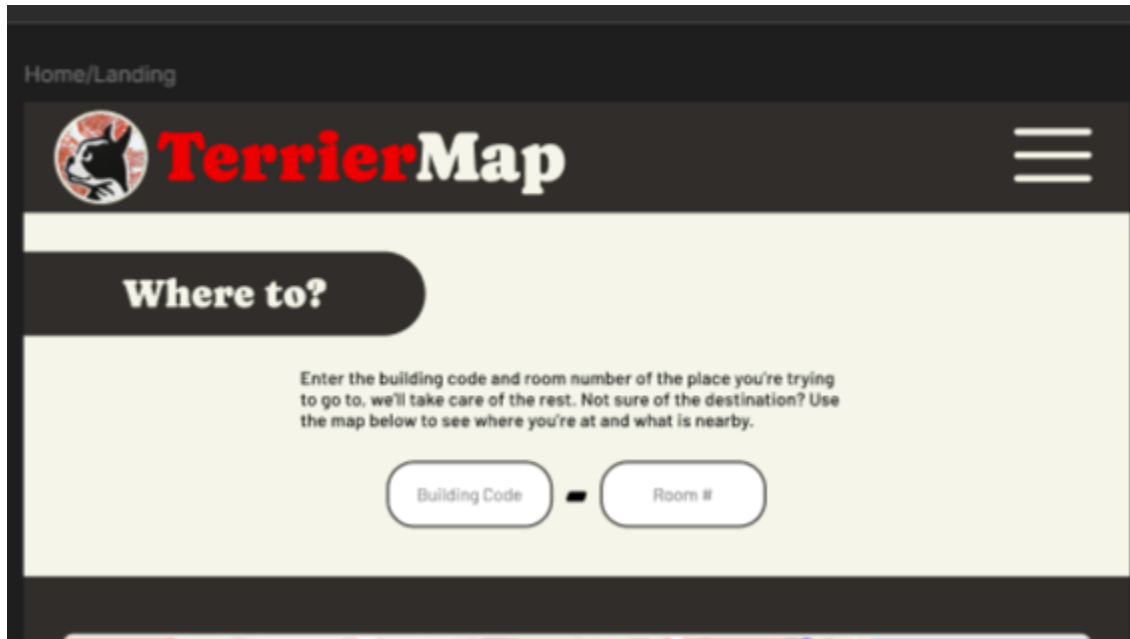 Home/Landing
TerrierMap
Where to?
Enter the building code and room number of the place you're trying
to go to, we'll take care of the rest. Not sure of the destination? Use
the map below to see where you're at and what is nearby.
Building Code - Room #